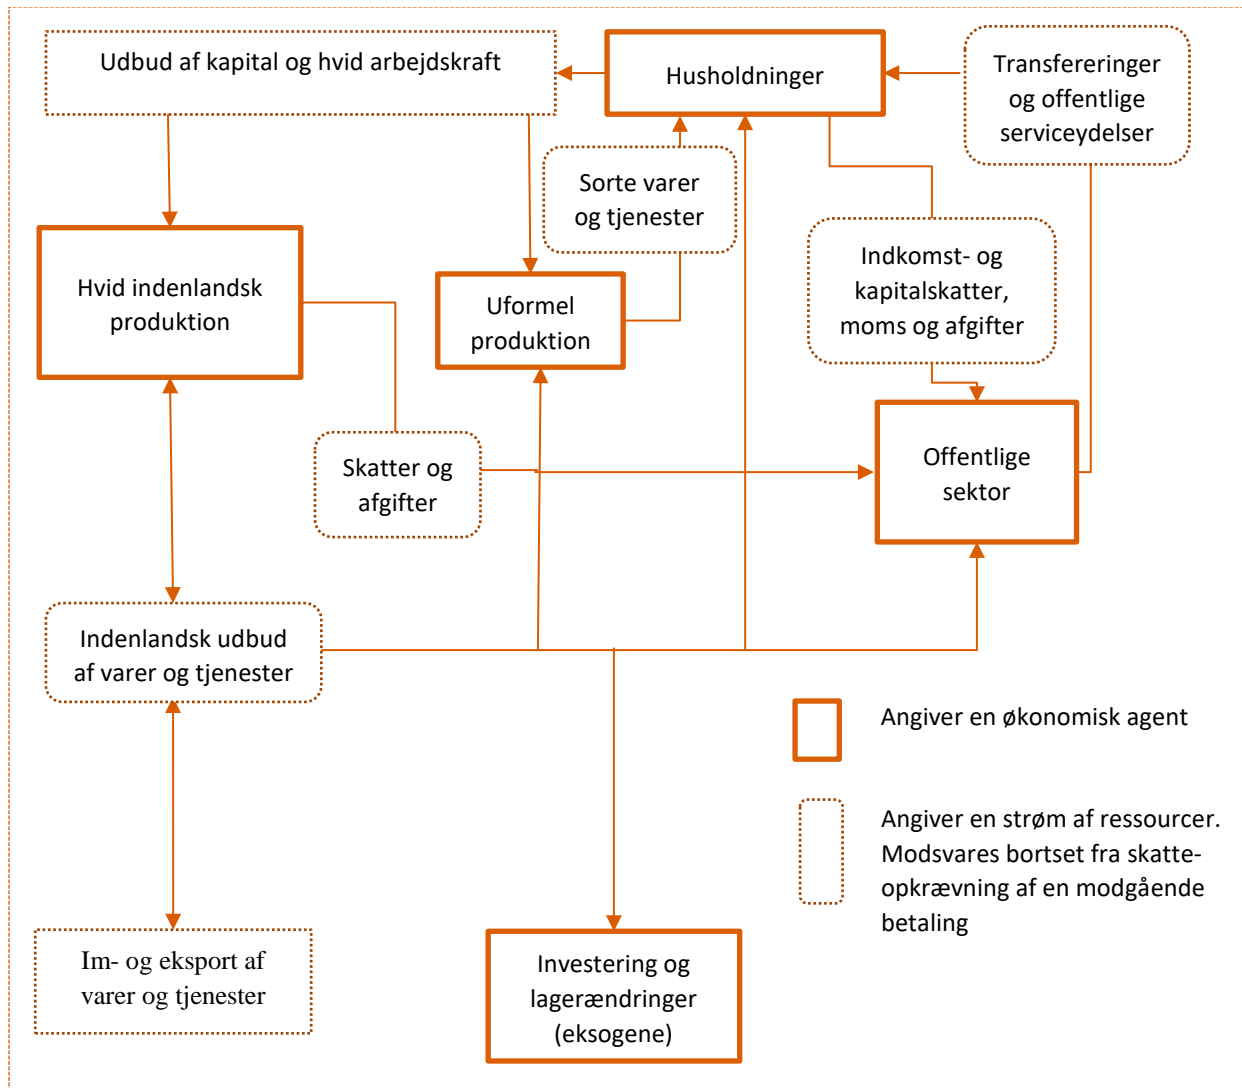 Udbud af kapital og hvid arbejdskraft
Husholdninger
Transfereringer
og offentlige
serviceydelser
Sorte varer
og tjenester
Hvid indenlandsk
produktion
Uformel
produktion
Indkomst- og
kapitalskatter,
moms og afgifter
Skatter og
afgifter
Offentlige
sektor
Indenlandsk udbud
af varer og tjenester
Angiver en økonomisk agent
Angiver en strøm af ressourcer.
Modsvares bortset fra skatte-
opkrævning af en modgående
betaling
Im- og eksport af
varer og tjenester
Investering og
lagerændringer
(eksogene)